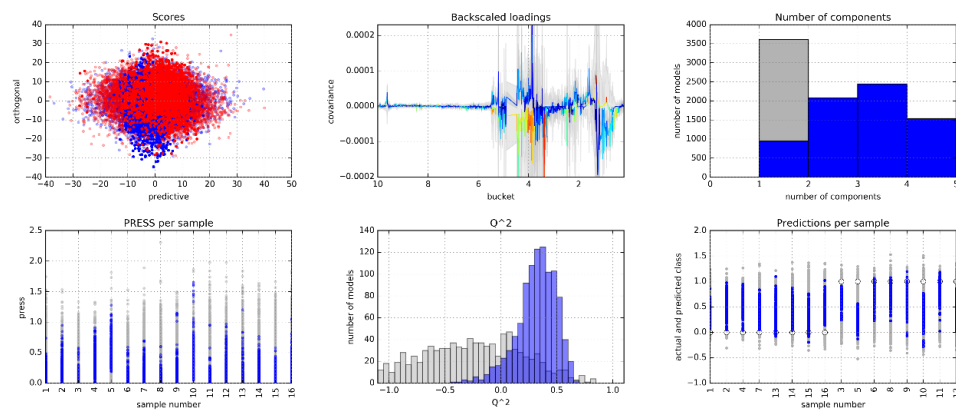 Scores
40
30
20
10
0
−10
−20
−30
−40
orthogonal
−40 −30 −20 −10 0 10 20 30 40 50
predictive
Backscaled loadings
0.0002
0.0001
0.0000
−0.0001
−0.0002
covariance
10 8 6 4 2
bucket
Number of components
4000
3500
3000
2500
2000
1500
1000
500
0
number of models
0 1 2 3 4 5
number of components
PRESS per sample
2.5
2.0
1.5
1.0
0.5
0.0
press
1 2 3 4 5 6 7 8 9 10 11 12 13 14 15 16
sample number
Q^2
140
120
100
80
60
40
20
0
number of models
−1.0 −0.5 0.0 0.5 1.0
Q^2
Predictions per sample
2.0
1.5
1.0
0.5
0.0
−0.5
−1.0
actual and predicted class
1 2 4 7 13 14 15 16 3 5 6 8 9 10 11 12
sample number